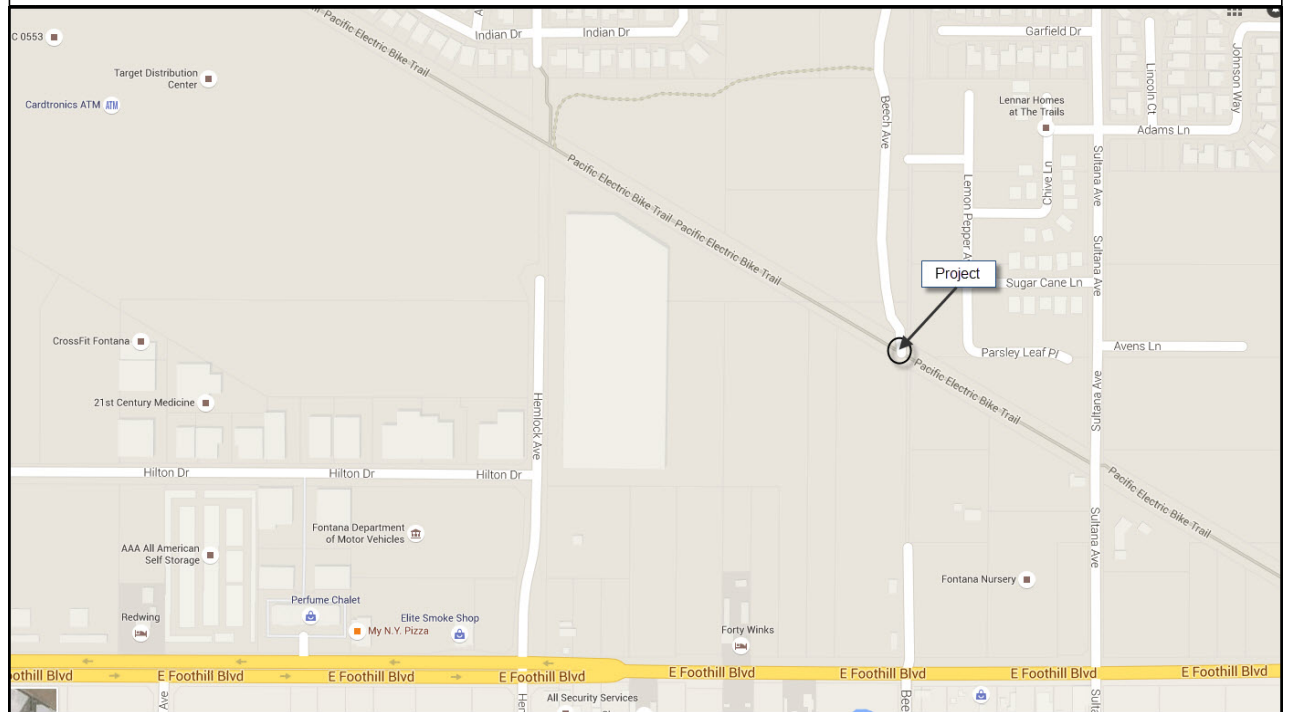 Pacific Electric Bike Trail
Indian Dr
Indian Dr
Garfield Dr
C 0553
Johnson Way
Lincoln Ct
Target Distribution
Center
Cardtronics ATM
ATM
Beech Ave
Lennar Homes
at The Trails
Adams Ln
Pacific Electric Bike Trail
Pacific Electric Bike Trail
Lemon Pepper A
Chive Ln
Sultana Ave
Sultana Ave
Project
Sugar Cane Ln
CrossFit Fontana
Parsley Leaf Pl
Avens Ln
Pacific Electric Bike Trail
21st Century Medicine
Hemlock Ave
Sultana Ave
Hilton Dr
Hilton Dr
Hilton Dr
Pacific Electric Bike Trail
Fontana Department
of Motor Vehicles
AAA All American
Self Storage
Sultana Ave
Fontana Nursery
Perfume Chalet
Redwing
Elite Smoke Shop
My N.Y. Pizza
Forty Winks
oothill Blvd
E Foothill Blvd
E Foothill Blvd
E Foothill Blvd
E Foothill Blvd
E Foothill Blvd
E Foothill Blvd
E Foothill Blvd
Ave
Her
All Security Services
Bee
Sulta